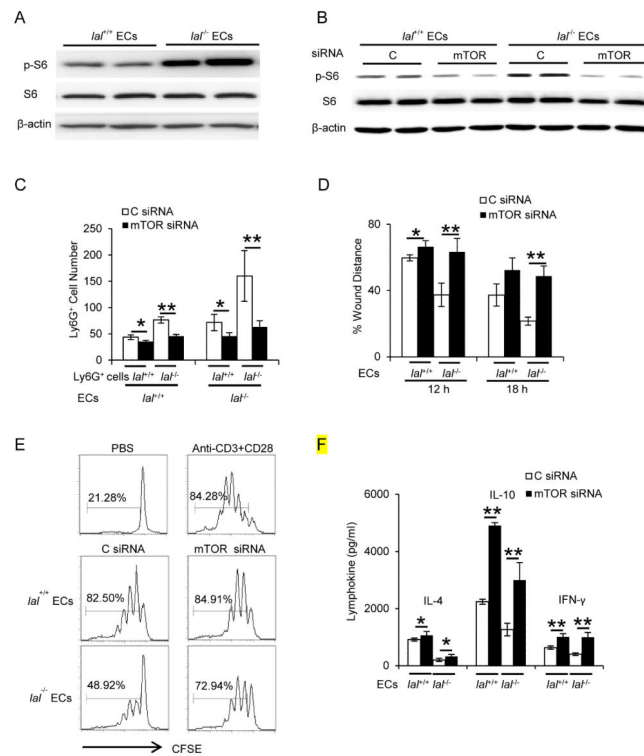 A
lal+/+ ECs lal-/- ECs
p-S6
S6
β-actin
B
lal+/+ ECs lal-/- ECs
siRNA C mTOR C mTOR
p-S6
S6
β-actin
C
C siRNA
mTOR siRNA
Ly6G+ Cell Number
250
200
150
100
50
0
* ** * **
Ly6G+ cells lal+/+ lal-/- lal+/+ lal-/-
ECs lal+/+ lal-/-
D
C siRNA
mTOR siRNA
% Wound Distance
80
60
40
20
0
* ** **
ECs lal+/+ lal-/- lal+/+ lal-/-
12 h 18 h
E
PBS Anti-CD3+CD28
21.28% 84.28%
C siRNA mTOR siRNA
lal+/+ ECs 82.50% 84.91%
lal-/- ECs 48.92% 72.94%
CFSE
F
C siRNA
mTOR siRNA
Lymphokine (pg/ml)
6000
4000
2000
0
IL-4 IL-10 IFN-γ
* * ** ** ** **
ECs lal+/+ lal-/- lal+/+ lal-/- lal+/+ lal-/-